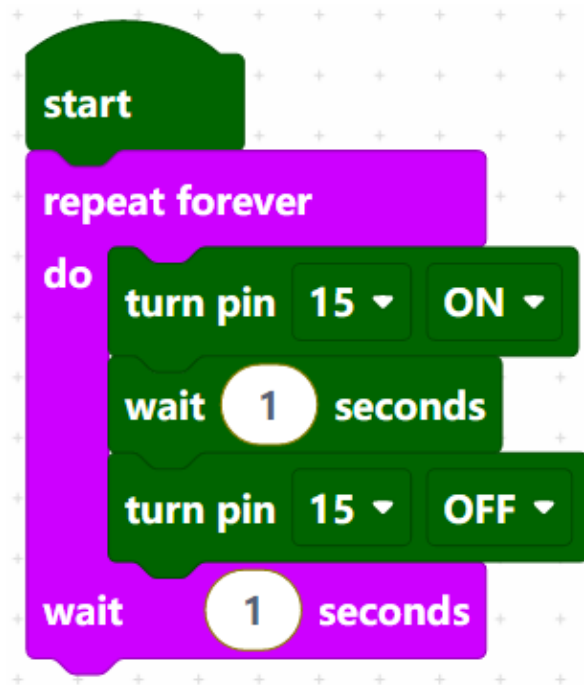 start
repeat forever
do
turn pin 15 ON
wait 1 seconds
turn pin 15 OFF
wait 1 seconds